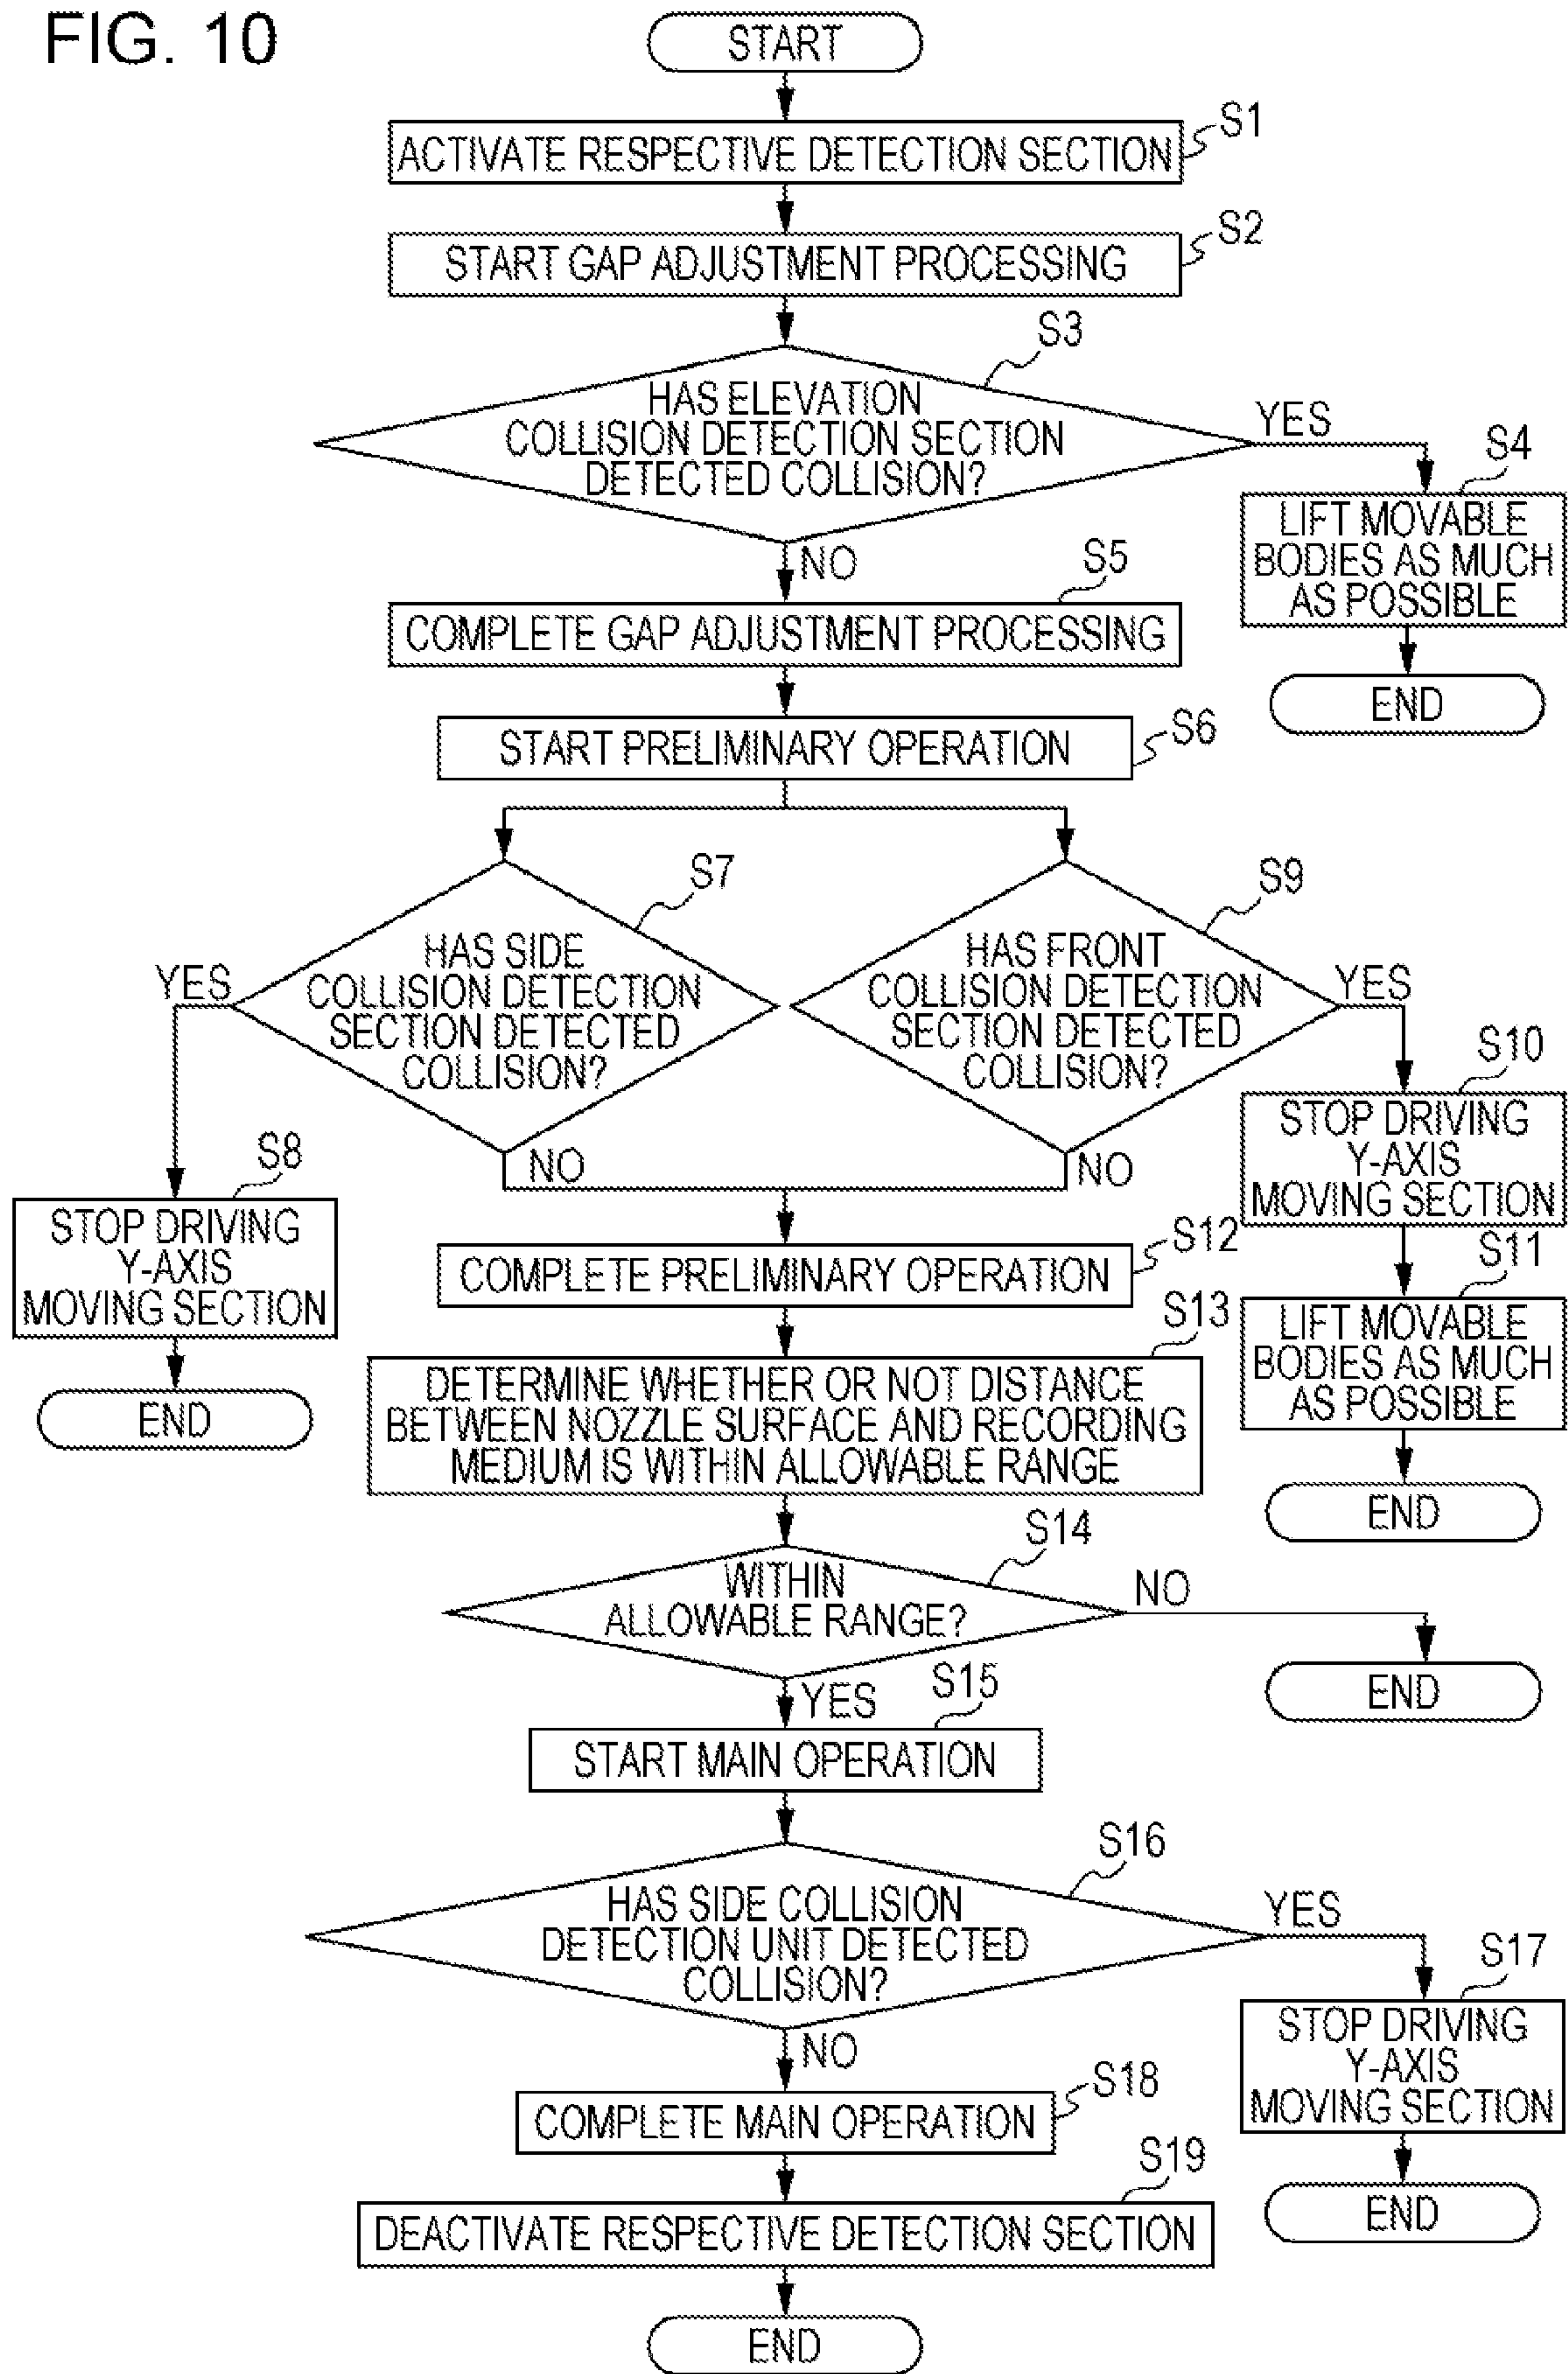 FIG. 10
START
S1
ACTIVATE RESPECTIVE DETECTION SECTION
S2
START GAP ADJUSTMENT PROCESSING
S3
HAS ELEVATION
COLLISION DETECTION SECTION
DETECTED COLLISION?
YES
S4
LIFT MOVABLE
BODIES AS MUCH
AS POSSIBLE
END
NO
S5
COMPLETE GAP ADJUSTMENT PROCESSING
S6
START PRELIMINARY OPERATION
S7
HAS SIDE
COLLISION DETECTION
SECTION DETECTED
COLLISION?
YES
NO
S8
STOP DRIVING
Y-AXIS
MOVING SECTION
END
S9
HAS FRONT
COLLISION DETECTION
SECTION DETECTED
COLLISION?
YES
NO
S10
STOP DRIVING
Y-AXIS
MOVING SECTION
S11
LIFT MOVABLE
BODIES AS MUCH
AS POSSIBLE
END
S12
COMPLETE PRELIMINARY OPERATION
S13
DETERMINE WHETHER OR NOT DISTANCE
BETWEEN NOZZLE SURFACE AND RECORDING
MEDIUM IS WITHIN ALLOWABLE RANGE
S14
WITHIN
ALLOWABLE RANGE?
NO
END
YES
S15
START MAIN OPERATION
S16
HAS SIDE COLLISION
DETECTION UNIT DETECTED
COLLISION?
YES
S17
STOP DRIVING
Y-AXIS
MOVING SECTION
END
NO
S18
COMPLETE MAIN OPERATION
S19
DEACTIVATE RESPECTIVE DETECTION SECTION
END